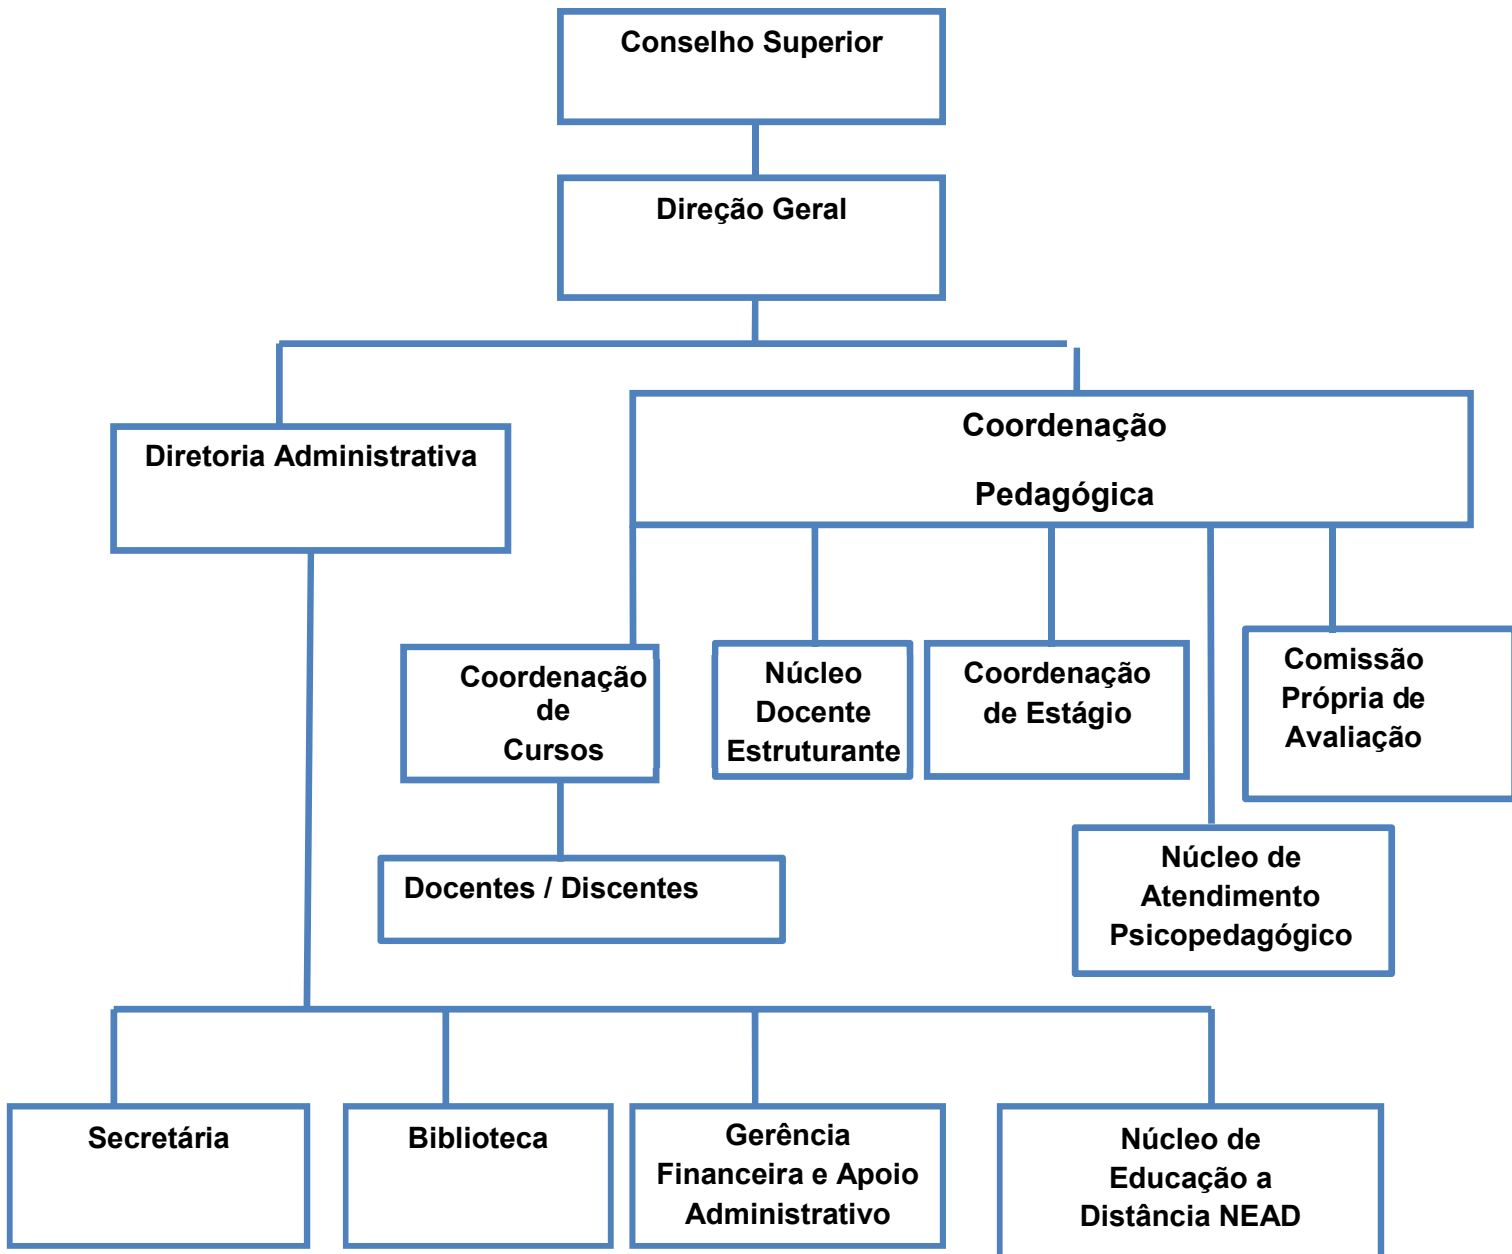 Conselho Superior
Direção Geral
Diretoria Administrativa
Coordenação
Pedagógica
Coordenação
de
Cursos
Núcleo
Docente
Estruturante
Coordenação
de Estágio
Comissão
Própria de
Avaliação
Docentes / Discentes
Núcleo de
Atendimento
Psicopedagógico
Secretária
Biblioteca
Gerência
Financeira e Apoio
Administrativo
Núcleo de
Educação a
Distância NEAD